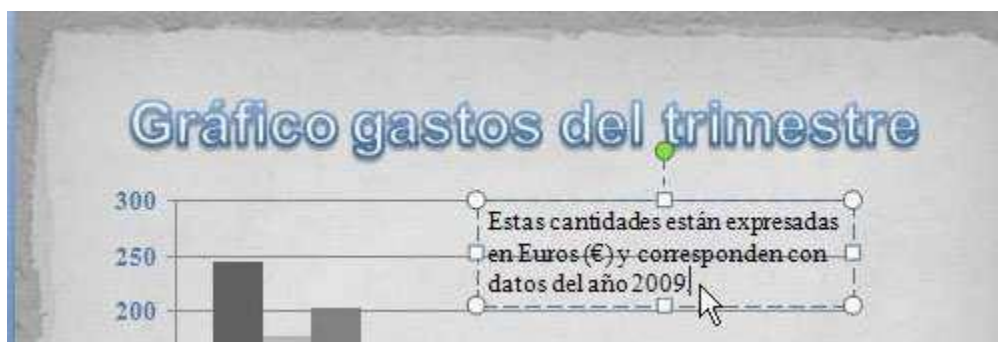 Gráfico gastos del trimestre
300
Estas cantidades están expresadas
250
en Euros (€) y corresponden con
datos del año 2009
200